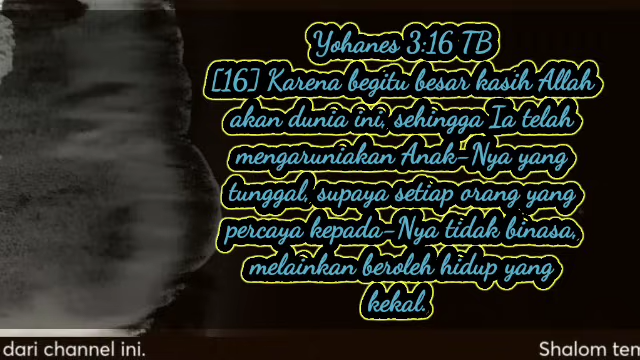 Yohanes 3:16 TB
[16] Karena begitu besar kasih Allah
akan dunia ini, sehingga Ia telah
mengaruniakan Anak-Nya yang
tunggal, supaya setiap orang yang
percaya kepada-Nya tidak binasa,
melainkan beroleh hidup yang
kekal.
dari channel ini.
Shalom